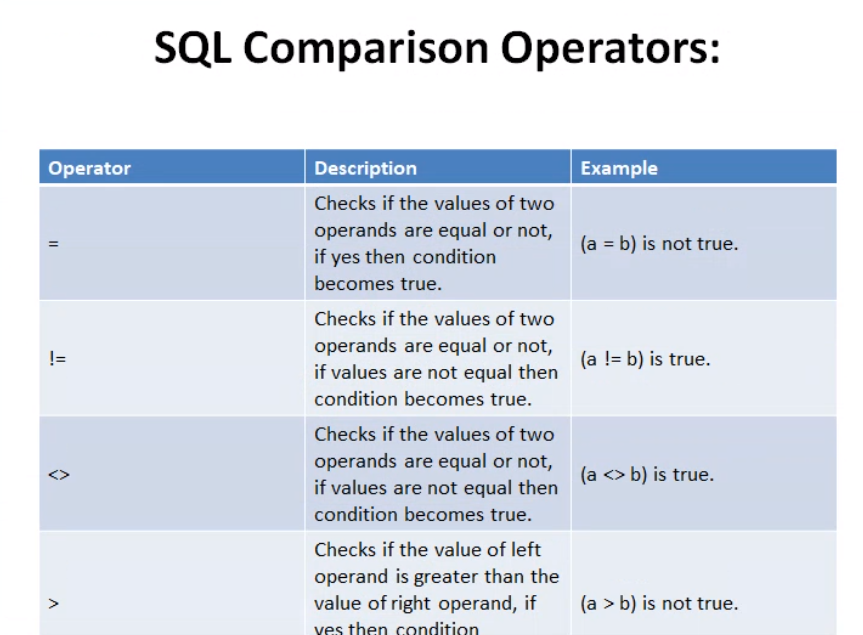 SQL Comparison Operators:
Operator Description Example
Checks if the values of two
operands are equal or not,
= (a = b) is not true.
if yes then condition
becomes true.
Checks if the values of two
operands are equal or not,
!= (a != b) is true.
if values are not equal then
condition becomes true.
Checks if the values of two
operands are equal or not,
<> (a <> b) is true.
if values are not equal then
condition becomes true.
Checks if the value of left
operand is greater than the
> value of right operand, if (a > b) is not true.
yes then condition